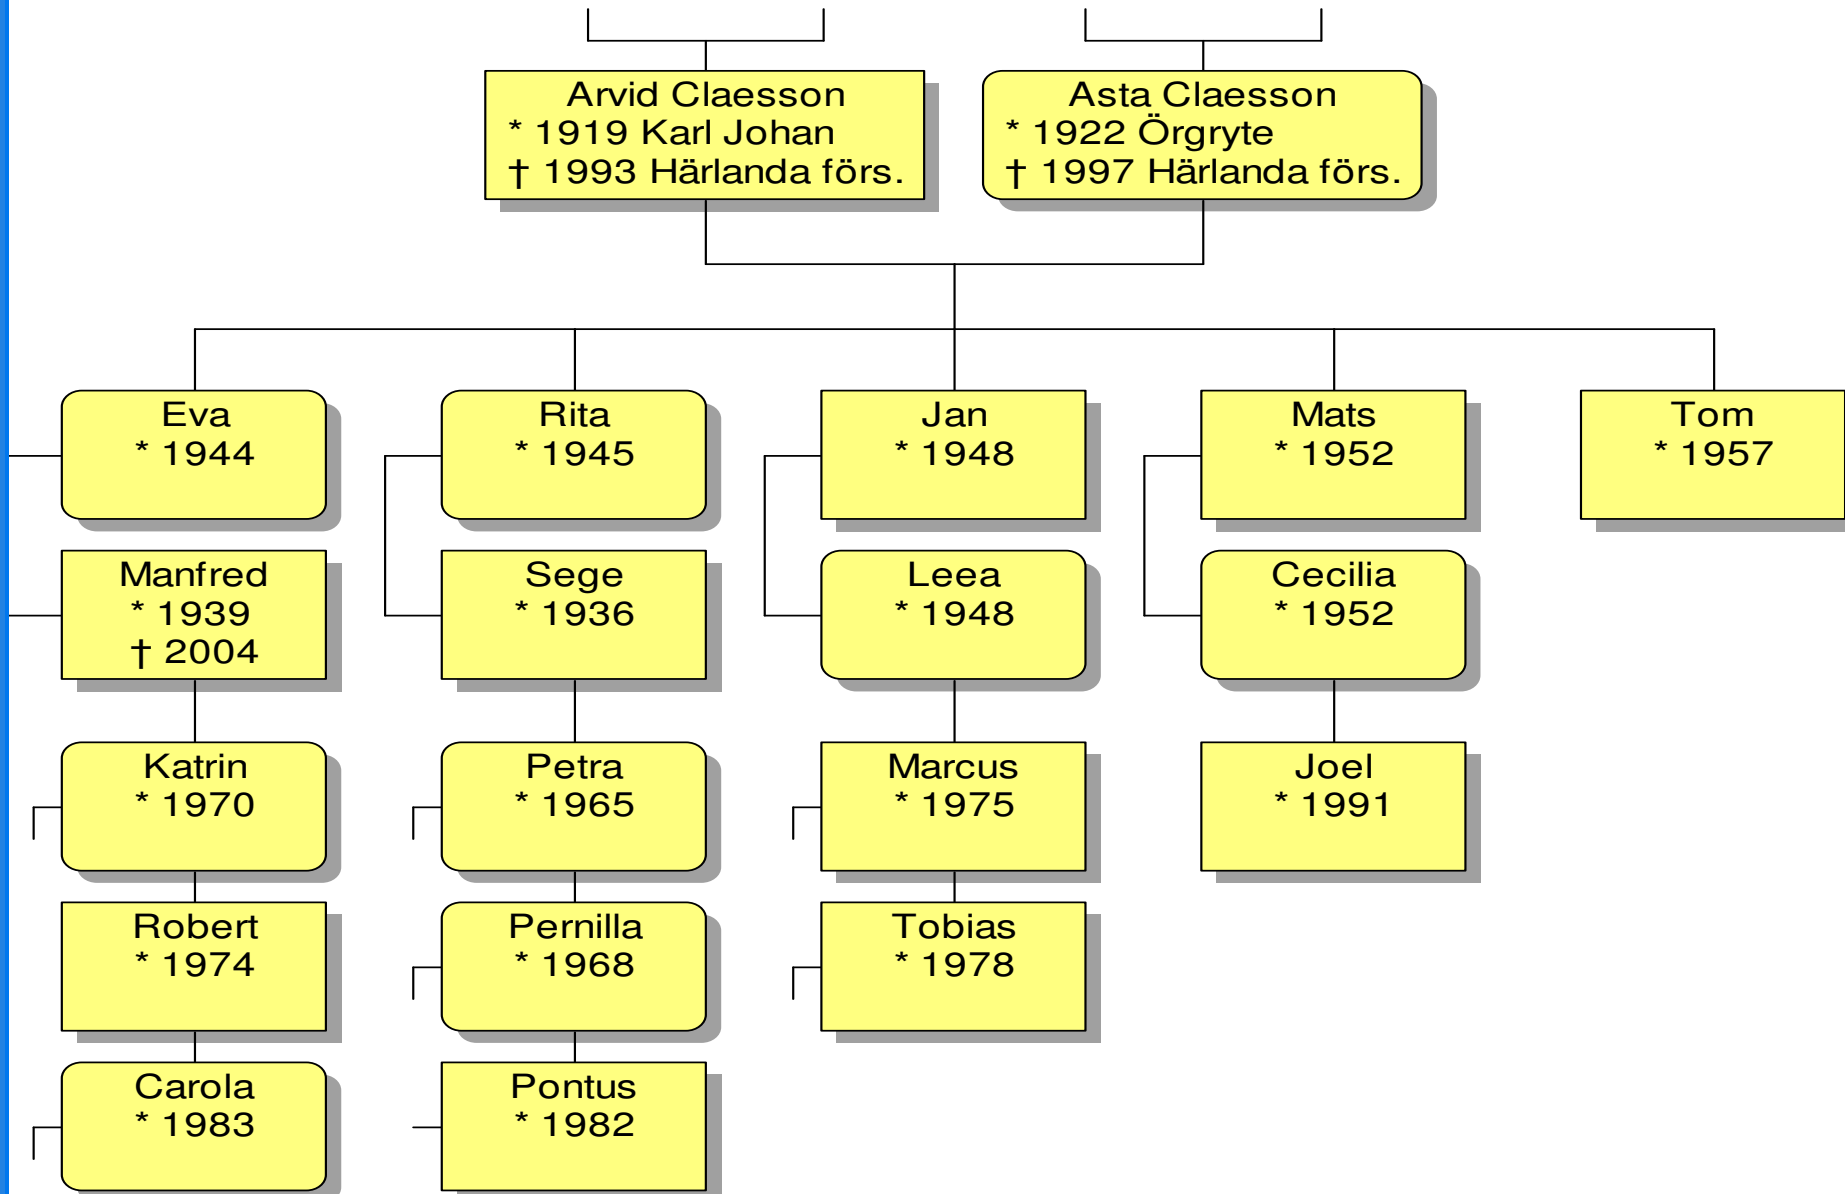 Arvid Claesson
* 1919 Karl Johan
† 1993 Härlanda förs.
Asta Claesson
* 1922 Örgryte
† 1997 Härlanda förs.
Eva
* 1944
Rita
* 1945
Jan
* 1948
Mats
* 1952
Tom
* 1957
Manfred
* 1939
† 2004
Sege
* 1936
Leea
* 1948
Cecilia
* 1952
Katrin
* 1970
Petra
* 1965
Marcus
* 1975
Joel
* 1991
Robert
* 1974
Pernilla
* 1968
Tobias
* 1978
Carola
* 1983
Pontus
* 1982